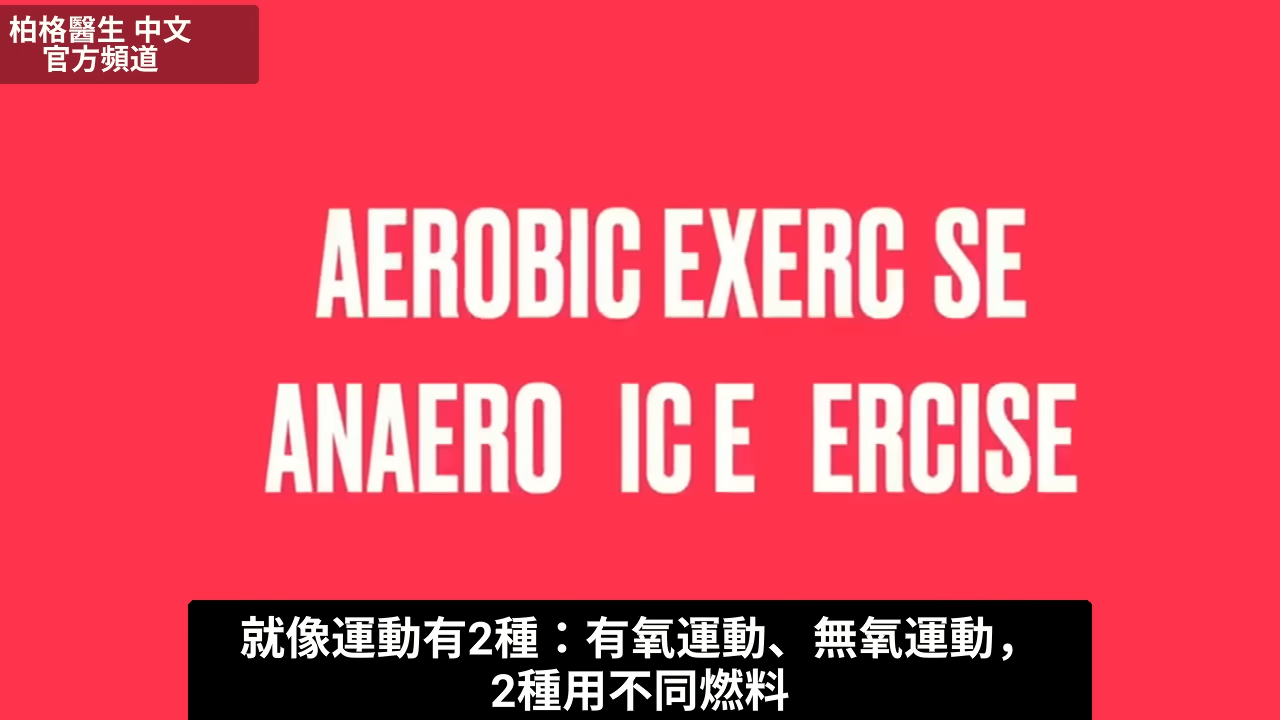 柏格醫生 中文
官方頻道
AEROBIC EXERC SE
ANAERO IC E ERCISE
就像運動有2種：有氧運動、無氧運動，
2種用不同燃料